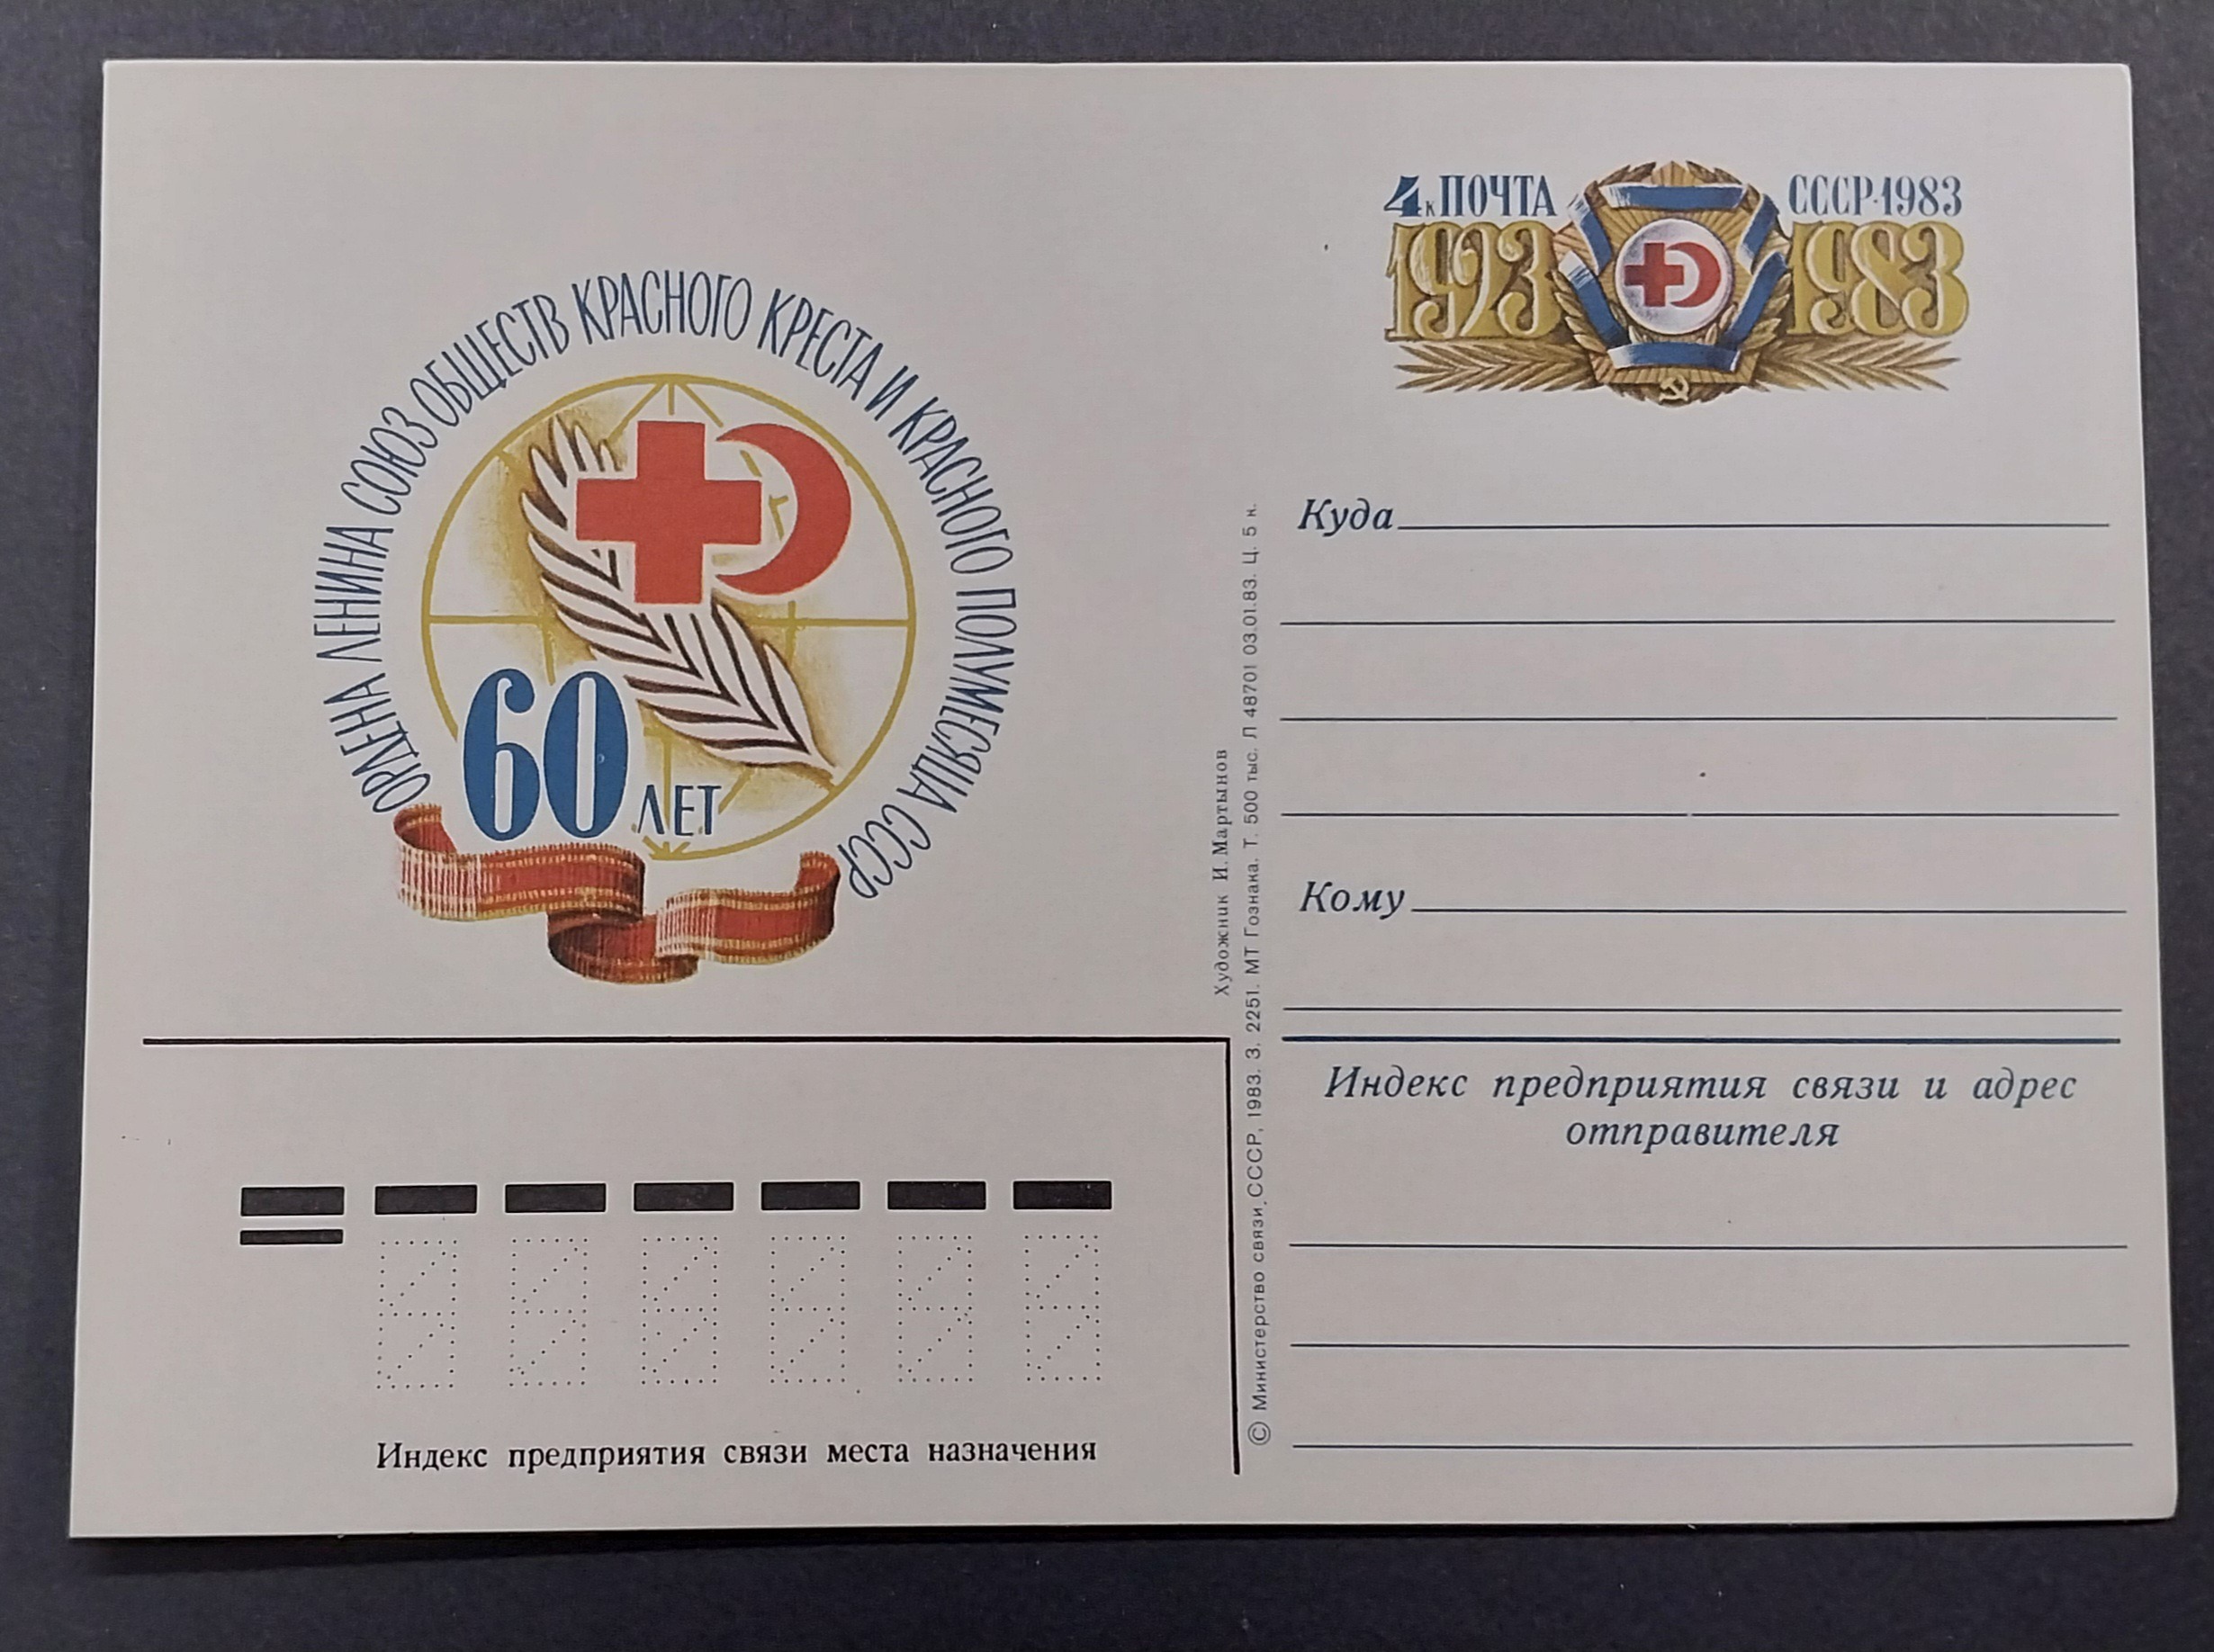 ОРДЕНА ЛЕНИНА СОЮЗ ОБЩЕСТВ КРАСНОГО КРЕСТА И КРАСНОГО ПОЛУМЕСЯЦА СССР
60 ЛЕТ
4к ПОЧТА СССР·1983
1923 1983
Куда
Кому
Индекс предприятия связи и адрес
отправителя
Художник И. Мартынов
© Министерство связи, СССР, 1983. З. 2251. МТ Гознака. Т. 500 тыс. Л 48701 03.01.83. Ц. 5 к.
Индекс предприятия связи места назначения